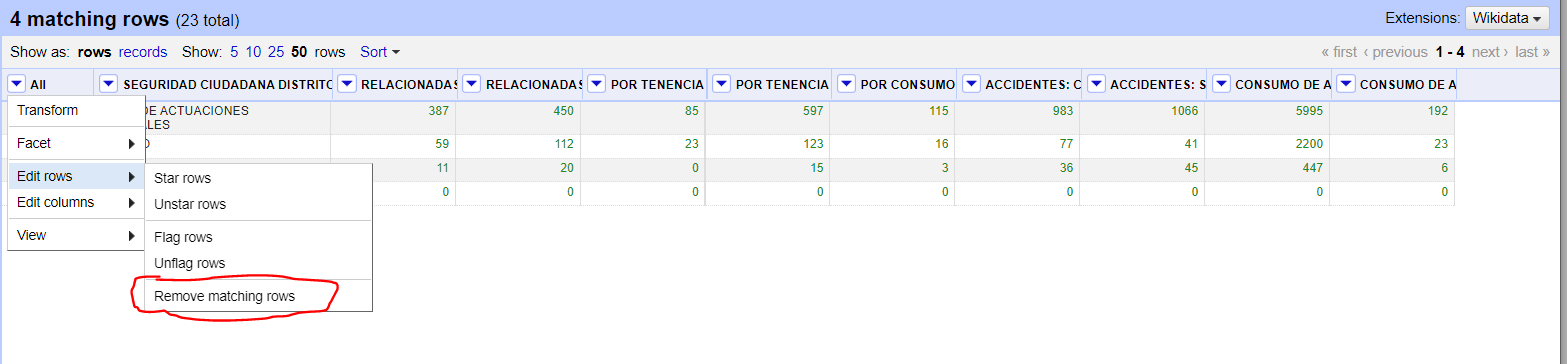 4 matching rows (23 total)
Extensions: Wikidata
Show as: rows records Show: 5 10 25 50 rows Sort
« first ‹ previous 1 - 4 next › last »
All SEGURIDAD CIUDADANA DISTRITO RELACIONADAS RELACIONADAS POR TENENCIA POR TENENCIA POR CONSUMO ACCIDENTES: C ACCIDENTES: S CONSUMO DE A CONSUMO DE A
Transform
Facet
Edit rows
Edit columns
View
Star rows
Unstar rows
Flag rows
Unflag rows
Remove matching rows
DE ACTUACIONES 387 450 85 597 115 983 1066 5995 192
LES
O 59 112 23 123 16 77 41 2200 23
11 20 0 15 3 36 45 447 6
0 0 0 0 0 0 0 0 0